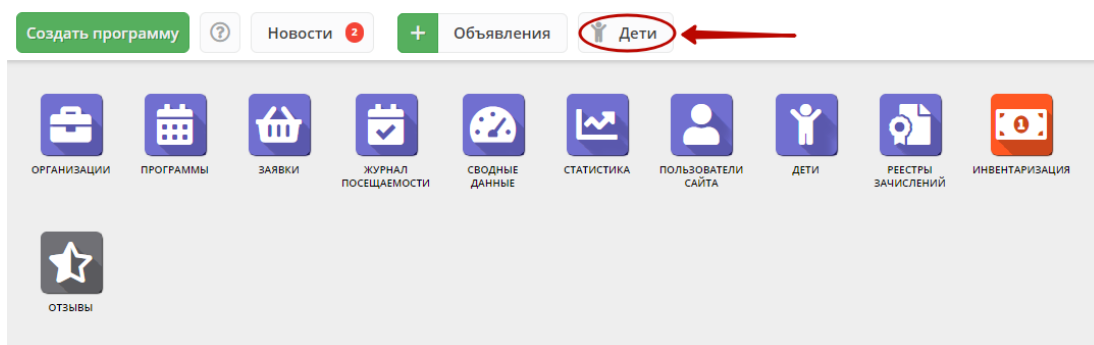 Создать программу ? Новости 2 + Объявления Дети
ОРГАНИЗАЦИИ ПРОГРАММЫ ЗАЯВКИ ЖУРНАЛ ПОСЕЩАЕМОСТИ СВОДНЫЕ ДАННЫЕ СТАТИСТИКА ПОЛЬЗОВАТЕЛИ САЙТА ДЕТИ РЕЕСТРЫ ЗАЧИСЛЕНИЙ 1 ИНВЕНТАРИЗАЦИЯ
ОТЗЫВЫ